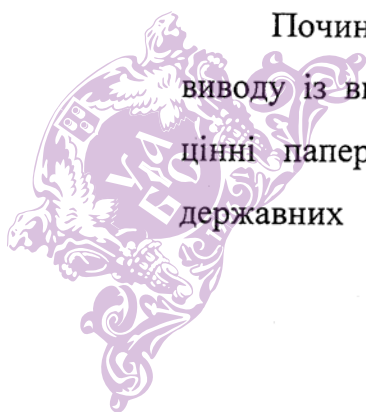 Почин
виводу із ви
цінні папер
державних